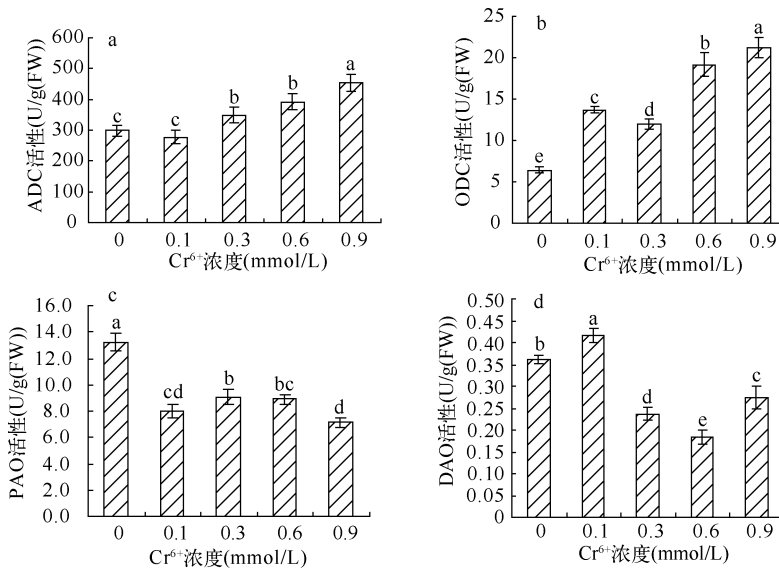 a
ADC活性(U/g(FW))
600
500
400
300
200
100
0
c c b b a
0 0.1 0.3 0.6 0.9
Cr6+浓度(mmol/L)
b
ODC活性(U/g(FW))
25
20
15
10
5
0
e c d b a
0 0.1 0.3 0.6 0.9
Cr6+浓度(mmol/L)
c
PAO活性(U/g(FW))
16.0
14.0
12.0
10.0
8.0
6.0
4.0
2.0
0.0
a cd b bc d
0 0.1 0.3 0.6 0.9
Cr6+浓度(mmol/L)
d
DAO活性(U/g(FW))
0.50
0.45
0.40
0.35
0.30
0.25
0.20
0.15
0.10
0.05
0
b a d e c
0 0.1 0.3 0.6 0.9
Cr6+浓度(mmol/L)